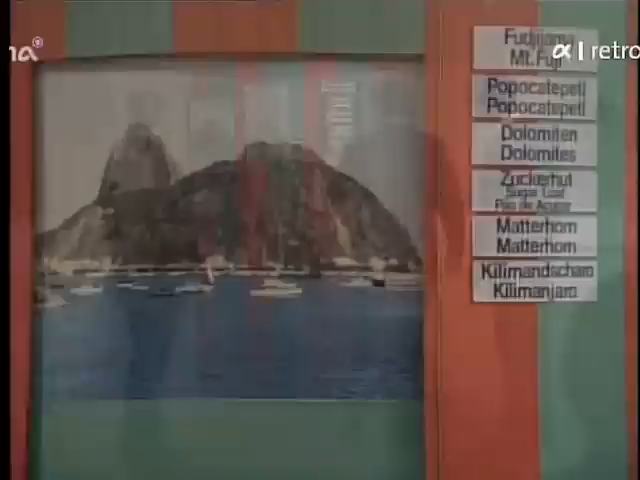 α | retro
Fudjijama
Mt. Fuji
Popocatepetl
Popocatepetl
Dolomiten
Dolomites
Zuckerhut
Sugar Loaf
Pao de Acucar
Matterhorn
Matterhorn
Kilimandscharo
Kilimanjaro